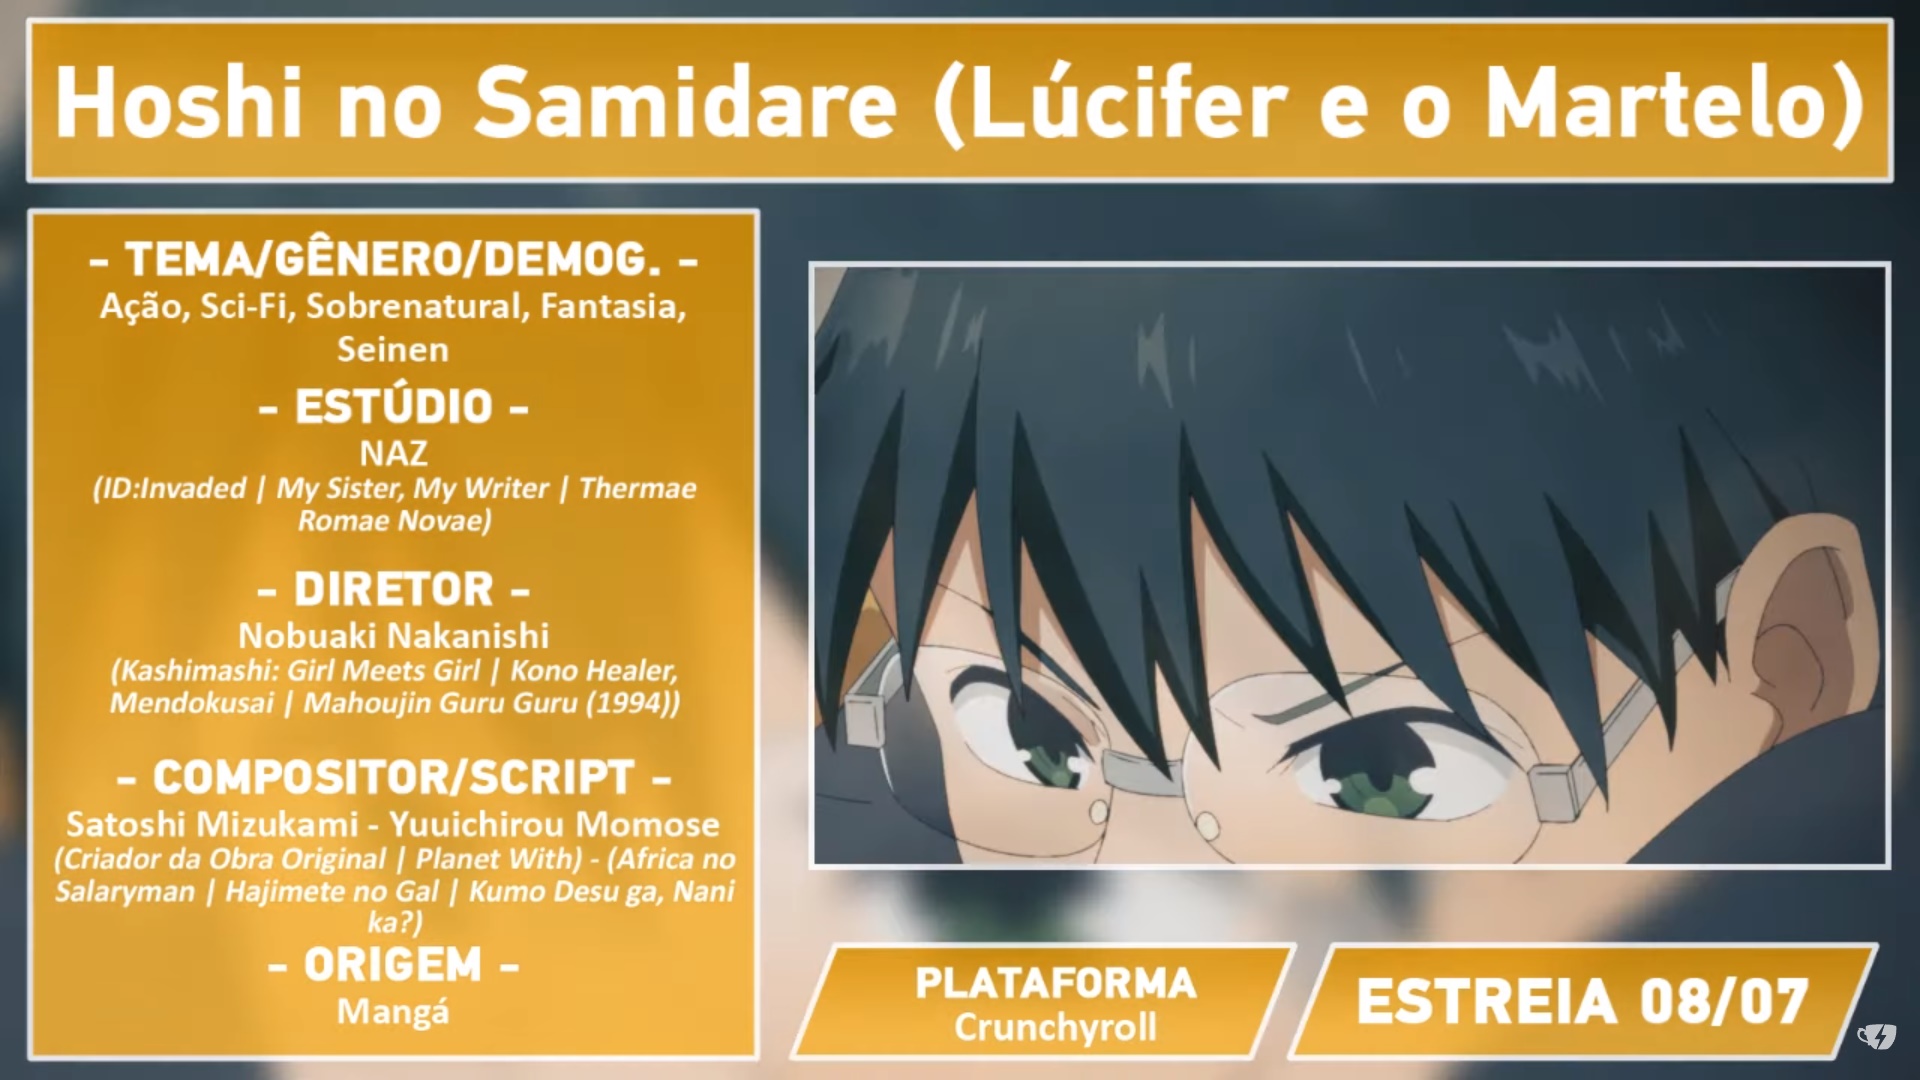 Hoshi no Samidare (Lúcifer e o Martelo)
- TEMA/GÊNERO/DEMOG. -
Ação, Sci-Fi, Sobrenatural, Fantasia,
Seinen
- ESTÚDIO -
NAZ
(ID:Invaded | My Sister, My Writer | Thermae
Romae Novae)
- DIRETOR -
Nobuaki Nakanishi
(Kashimashi: Girl Meets Girl | Kono Healer,
Mendokusai | Mahoujin Guru Guru (1994))
- COMPOSITOR/SCRIPT -
Satoshi Mizukami - Yuuichirou Momose
(Criador da Obra Original | Planet With) - (Africa no
Salaryman | Hajimete no Gal | Kumo Desu ga, Nani
ka?)
- ORIGEM -
Mangá
PLATAFORMA
Crunchyroll
ESTREIA 08/07